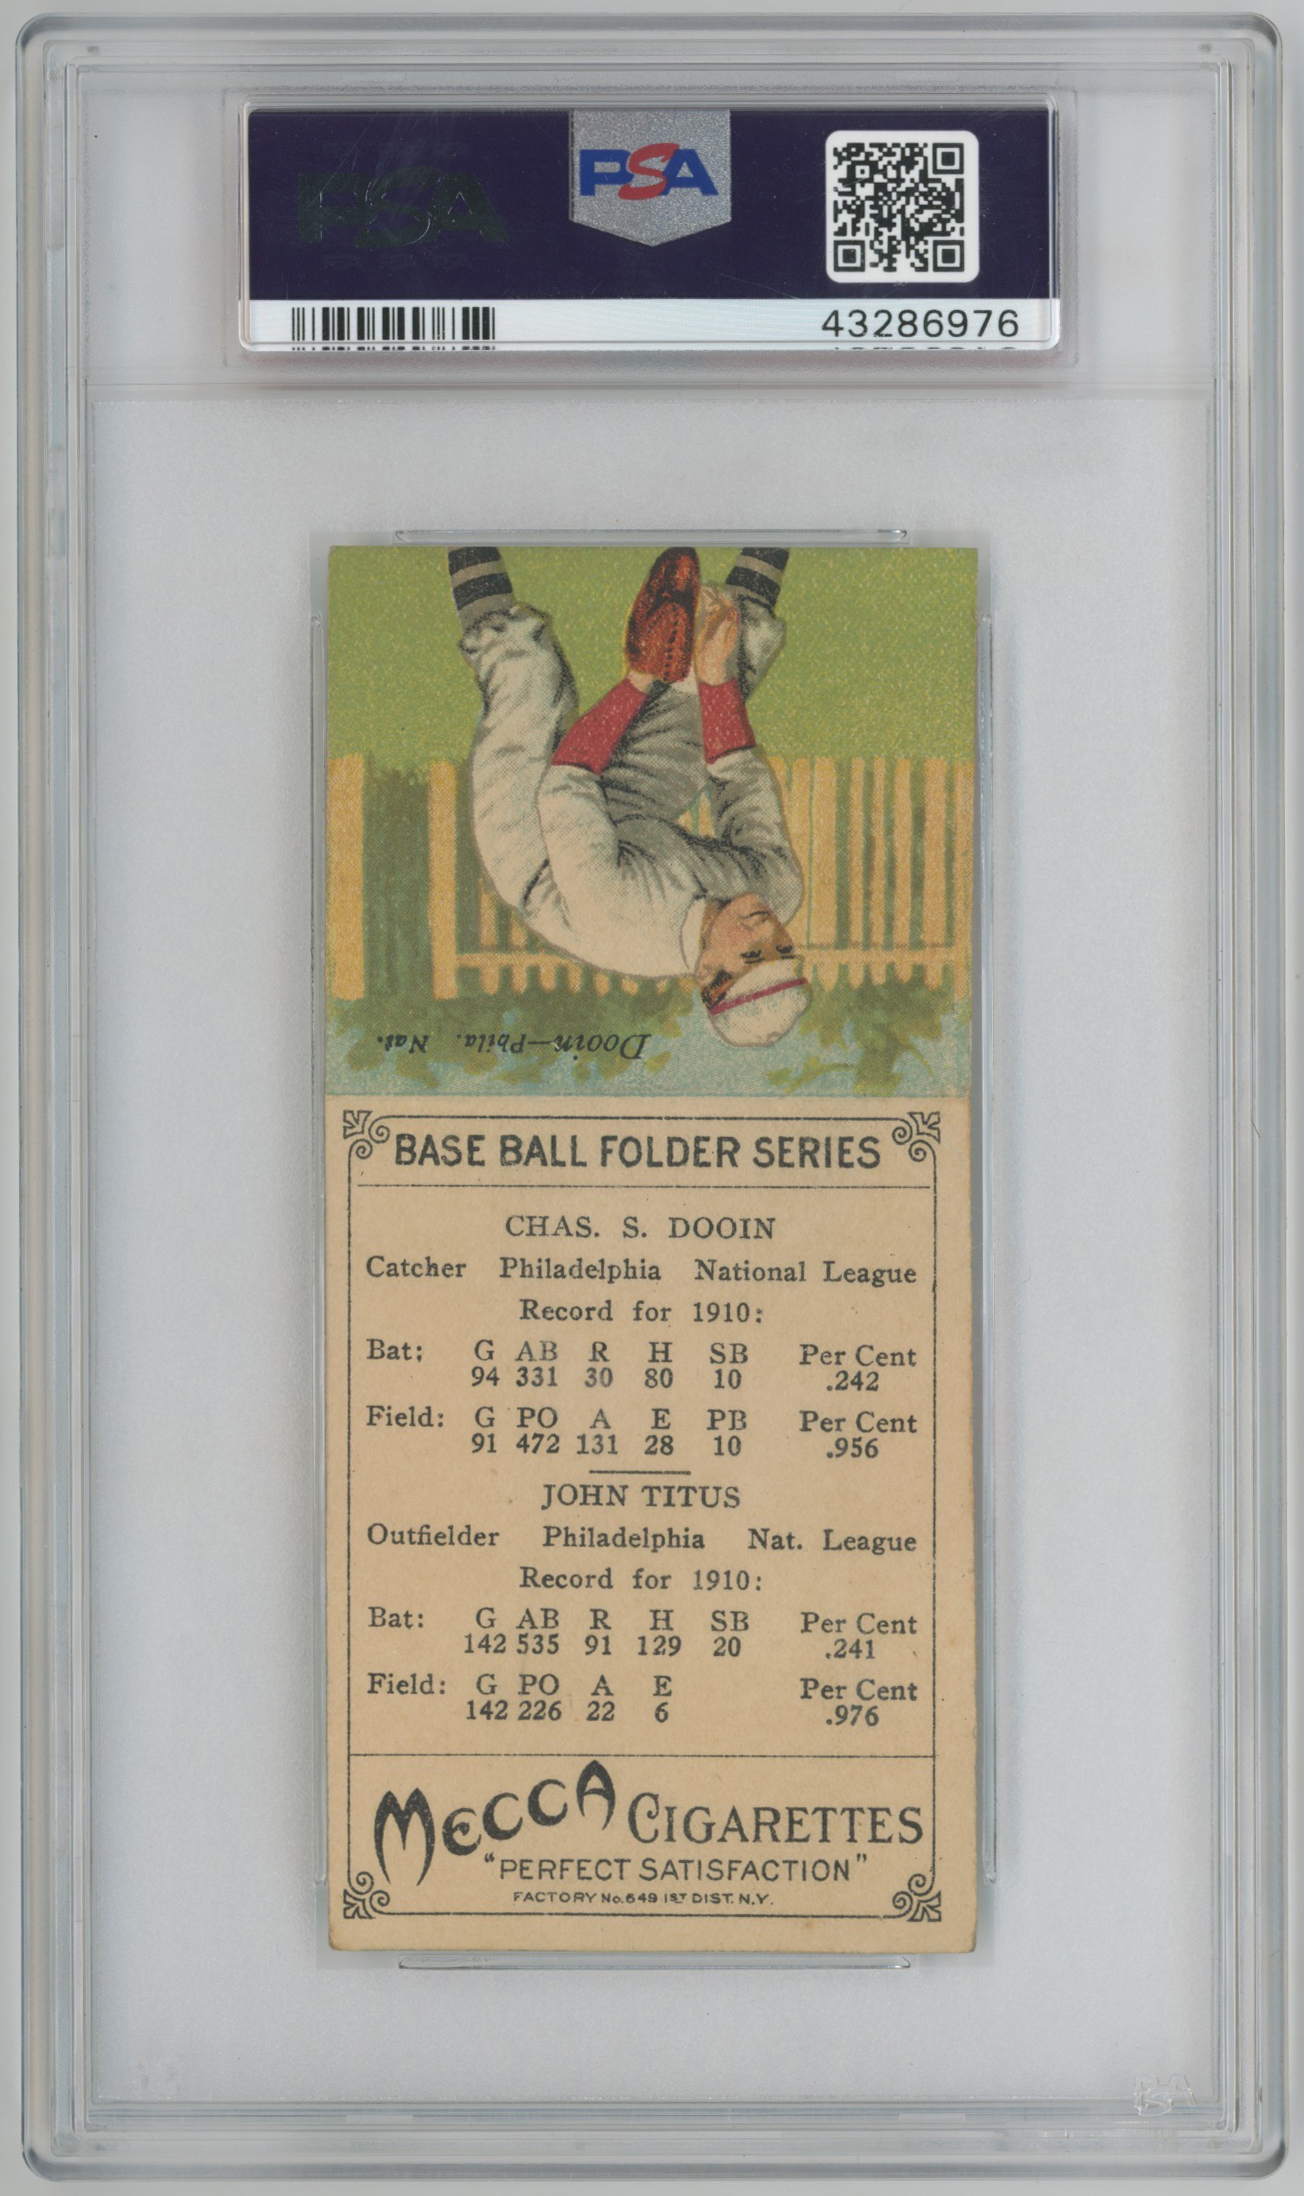 PSA
PSA
43286976
Dooin—Phila. Nat.
BASE BALL FOLDER SERIES
CHAS. S. DOOIN
Catcher Philadelphia National League
Record for 1910:
Bat: G AB R H SB Per Cent
94 331 30 80 10 .242
Field: G PO A E PB Per Cent
91 472 131 28 10 .956
JOHN TITUS
Outfielder Philadelphia Nat. League
Record for 1910:
Bat: G AB R H SB Per Cent
142 535 91 129 20 .241
Field: G PO A E Per Cent
142 226 22 6 .976
MECCA CIGARETTES
"PERFECT SATISFACTION"
FACTORY No. 649 1ST DIST. N.Y.
PSA